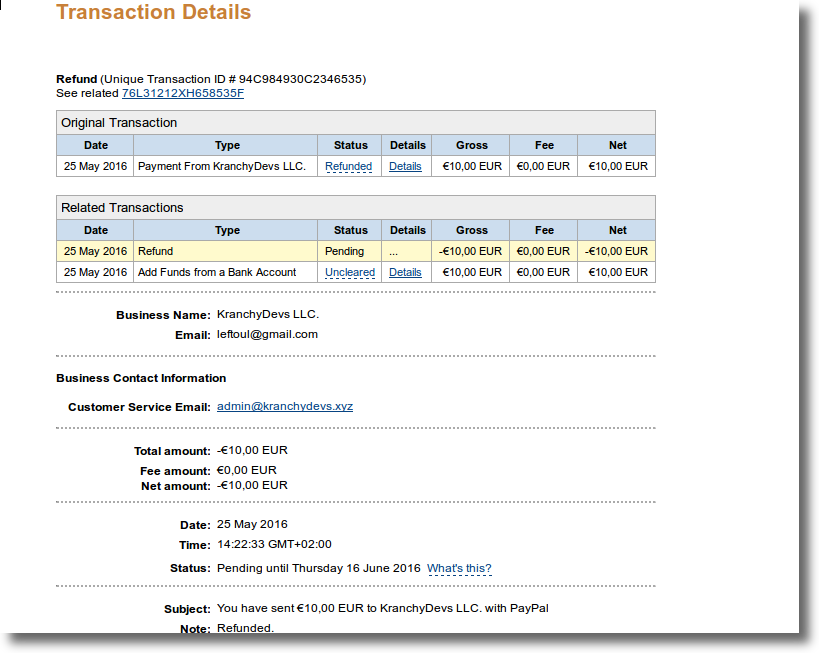 Transaction Details
Refund (Unique Transaction ID # 94C984930C2346535)
See related 76L31212XH658535F
Original Transaction
Date Type Status Details Gross Fee Net
25 May 2016 Payment From KranchyDevs LLC. Refunded Details €10,00 EUR €0,00 EUR €10,00 EUR
Related Transactions
Date Type Status Details Gross Fee Net
25 May 2016 Refund Pending ... -€10,00 EUR €0,00 EUR -€10,00 EUR
25 May 2016 Add Funds from a Bank Account Uncleared Details €10,00 EUR €0,00 EUR €10,00 EUR
Business Name: KranchyDevs LLC.
Email: leftoul@gmail.com
Business Contact Information
Customer Service Email: admin@kranchydevs.xyz
Total amount: -€10,00 EUR
Fee amount: €0,00 EUR
Net amount: -€10,00 EUR
Date: 25 May 2016
Time: 14:22:33 GMT+02:00
Status: Pending until Thursday 16 June 2016 What's this?
Subject: You have sent €10,00 EUR to KranchyDevs LLC. with PayPal
Note: Refunded.